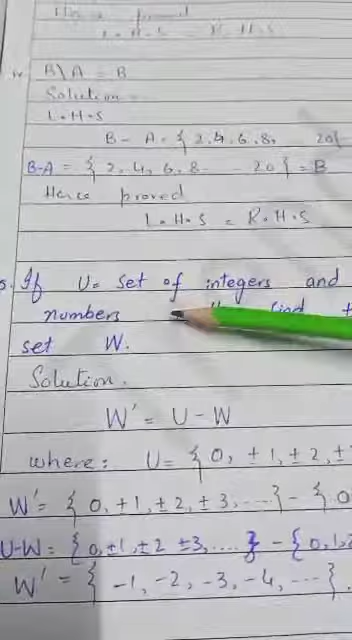 Hence proved
L.H.S = R.H.S
iv. B\A = B
Solution
L.H.S
B - A = { 2,4,6,8, 20} -
B-A = { 2, 4, 6, 8 - - - 20 } = B
Hence proved
L.H.S = R.H.S
5. If U = set of integers and
numbers find
set W.
Solution.
W' = U - W
where: U = { 0, ±1, ±2, ±
W' = { 0, +1, ±2, ±3, ....} - { 0,
U-W = {0, ±1, ±2 ±3, .... } - {0,1,2
W' = { -1, -2, -3, -4, ... }.